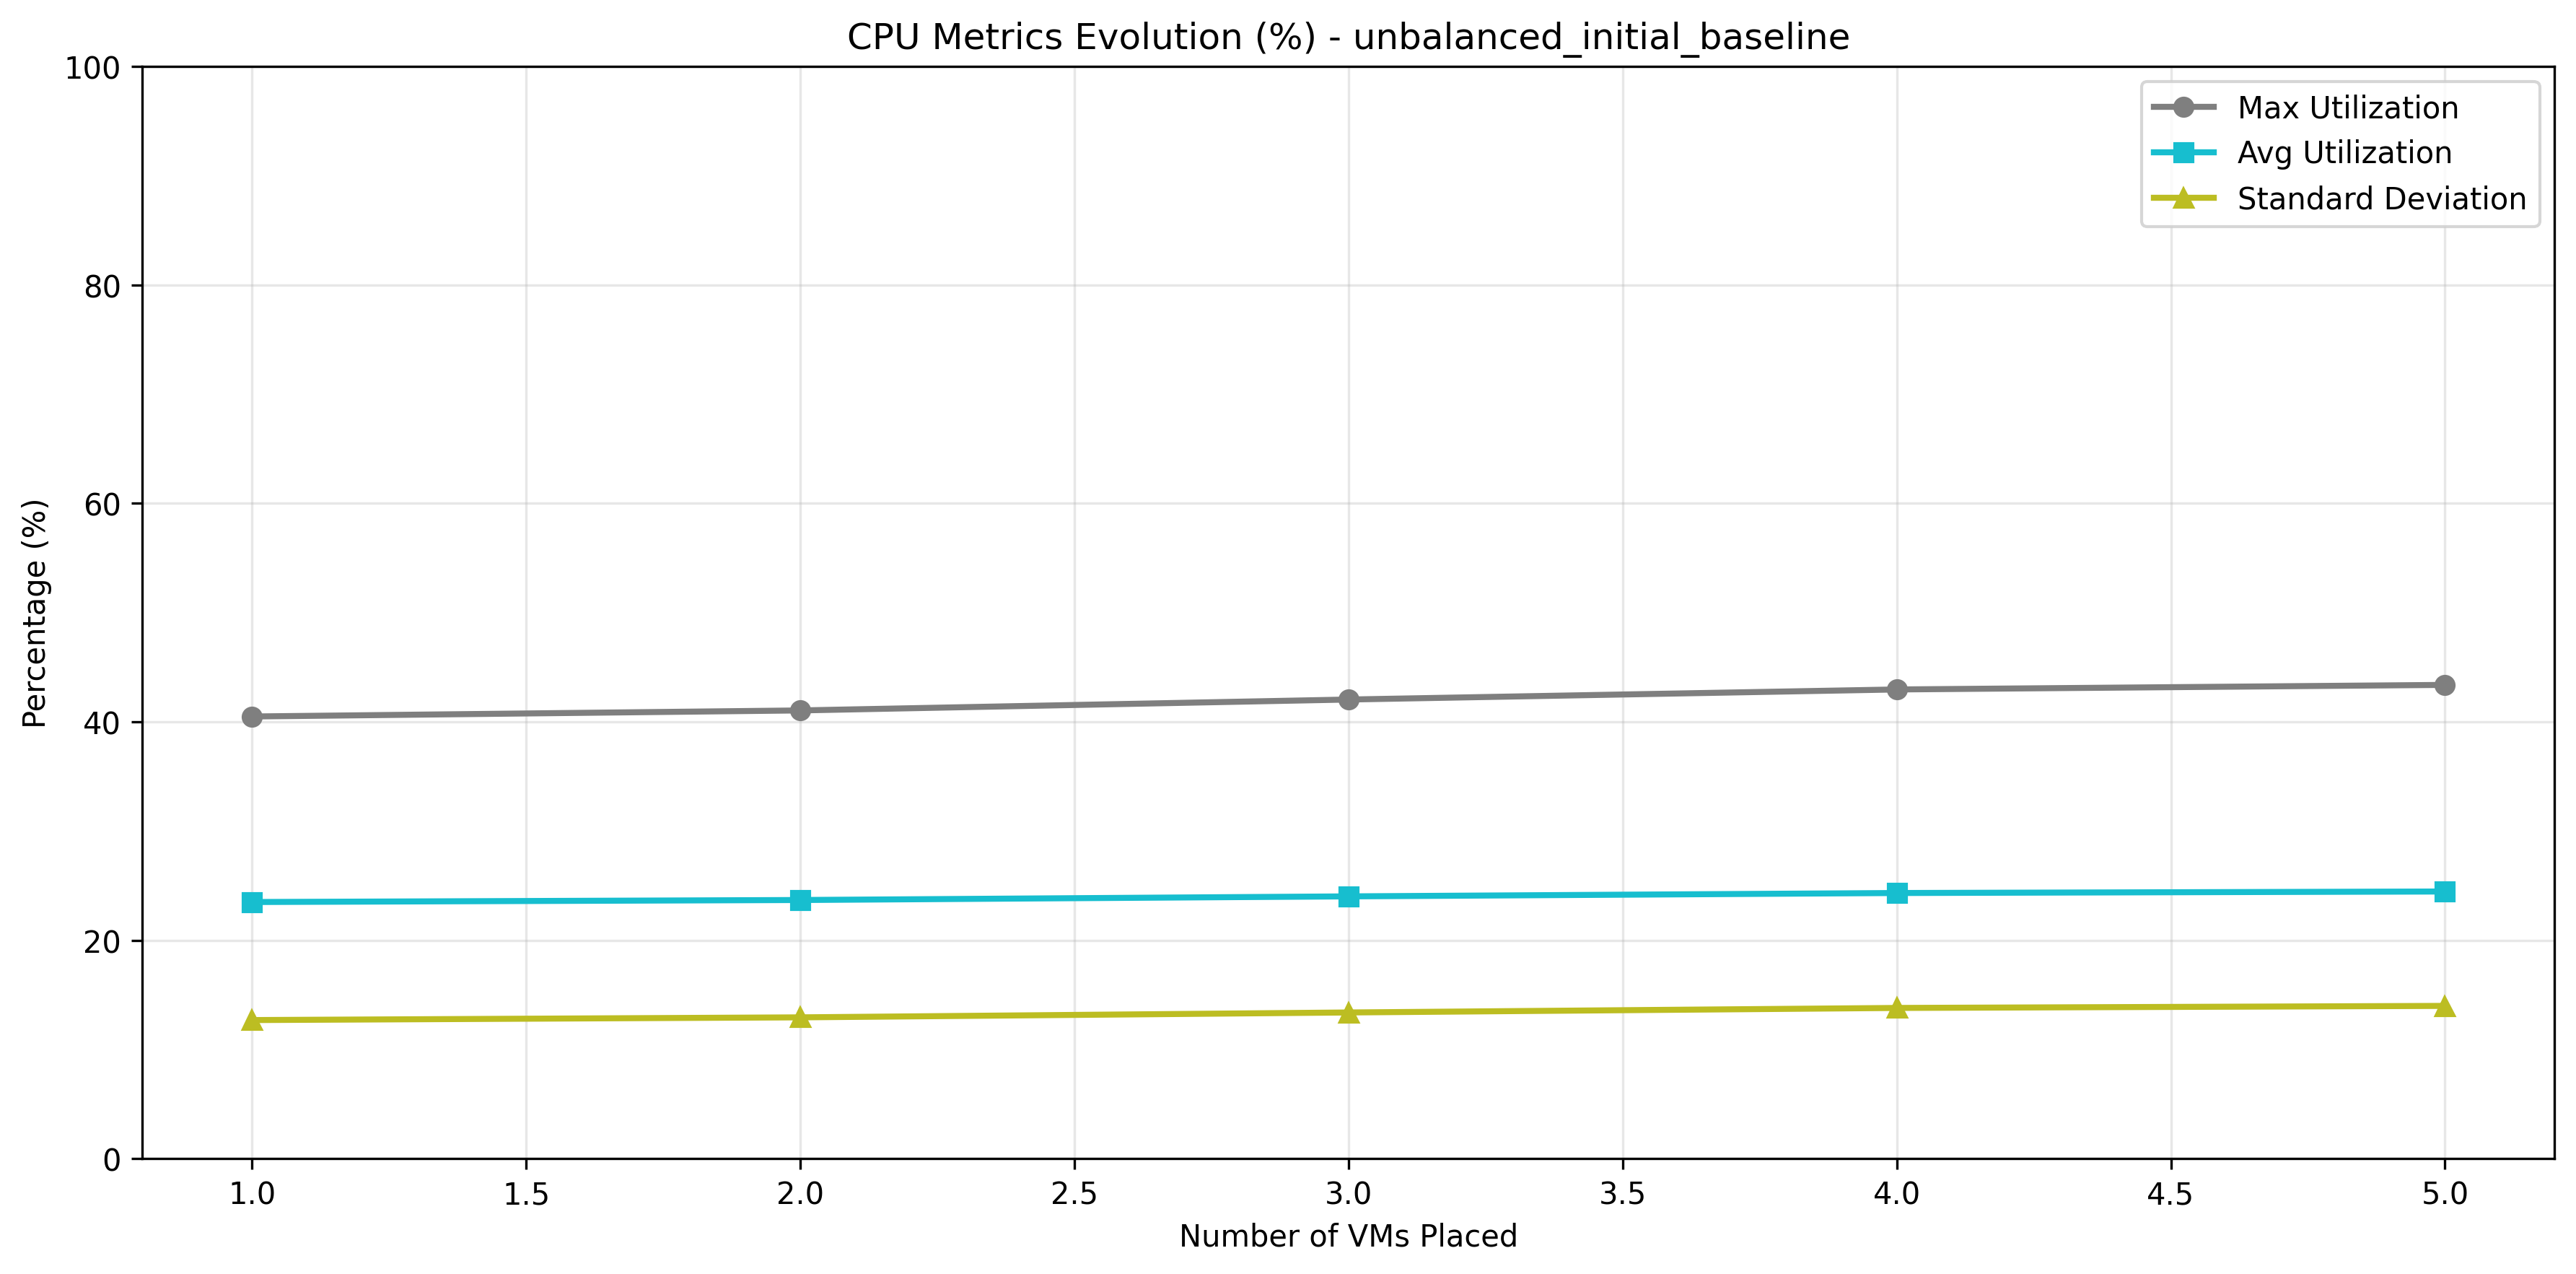 CPU Metrics Evolution (%) - unbalanced_initial_baseline
Max Utilization
Avg Utilization
Standard Deviation
Percentage (%)
100
80
60
40
20
0
1.0 1.5 2.0 2.5 3.0 3.5 4.0 4.5 5.0
Number of VMs Placed